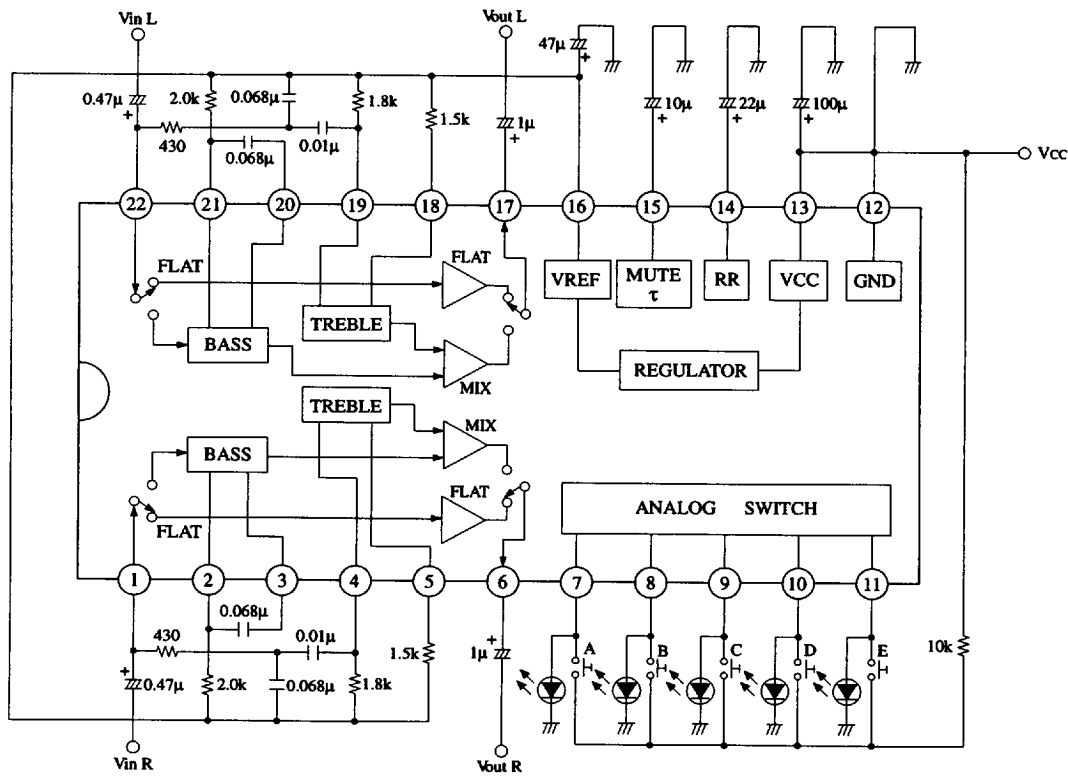 Vin L
Vout L
47μ
0.47μ
2.0k
0.068μ
1.8k
1.5k
1μ
10μ
22μ
100μ
430
0.068μ
0.01μ
Vcc
22
21
20
19
18
17
16
15
14
13
12
FLAT
FLAT
VREF
MUTE τ
RR
VCC
GND
BASS
TREBLE
MIX
REGULATOR
TREBLE
MIX
BASS
FLAT
FLAT
ANALOG SWITCH
1
2
3
4
5
6
7
8
9
10
11
0.068μ
430
0.01μ
1.5k
1μ
A
B
C
D
E
10k
0.47μ
2.0k
0.068μ
1.8k
Vin R
Vout R
+
+
+
+
+
+
+
+